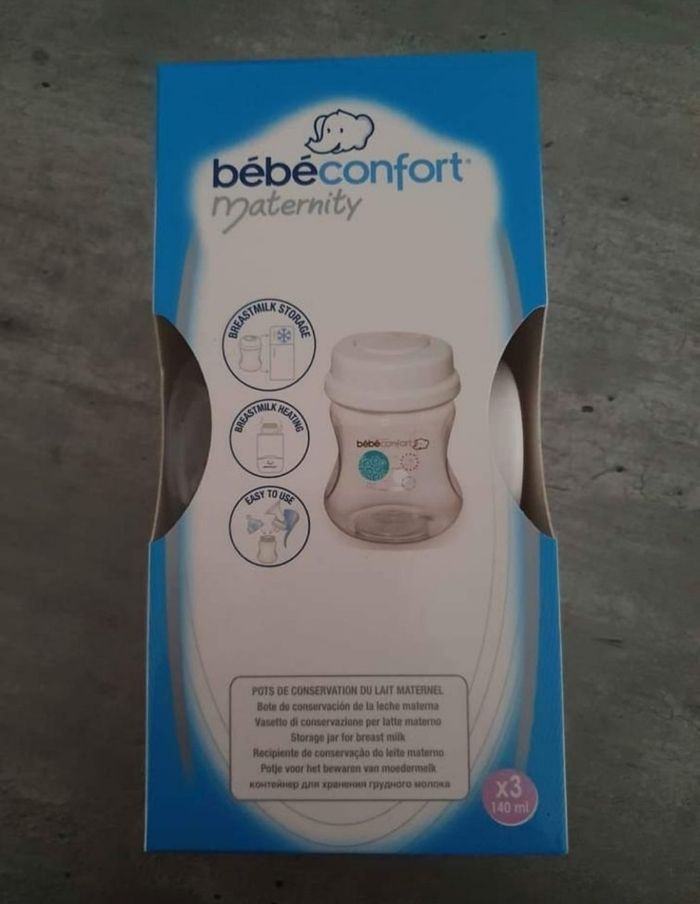 bébéconfort
maternity
BREASTMILK STORAGE
BREASTMILK HEATING
EASY TO USE
bébéconfort
POTS DE CONSERVATION DU LAIT MATERNEL
Bote de conservación de la leche materna
Vasetto di conservazione per latte materno
Storage jar for breast milk
Recipiente de conservação do leite materno
Potje voor het bewaren van moedermelk
контейнер для хранения грудного молока
x3
140 ml